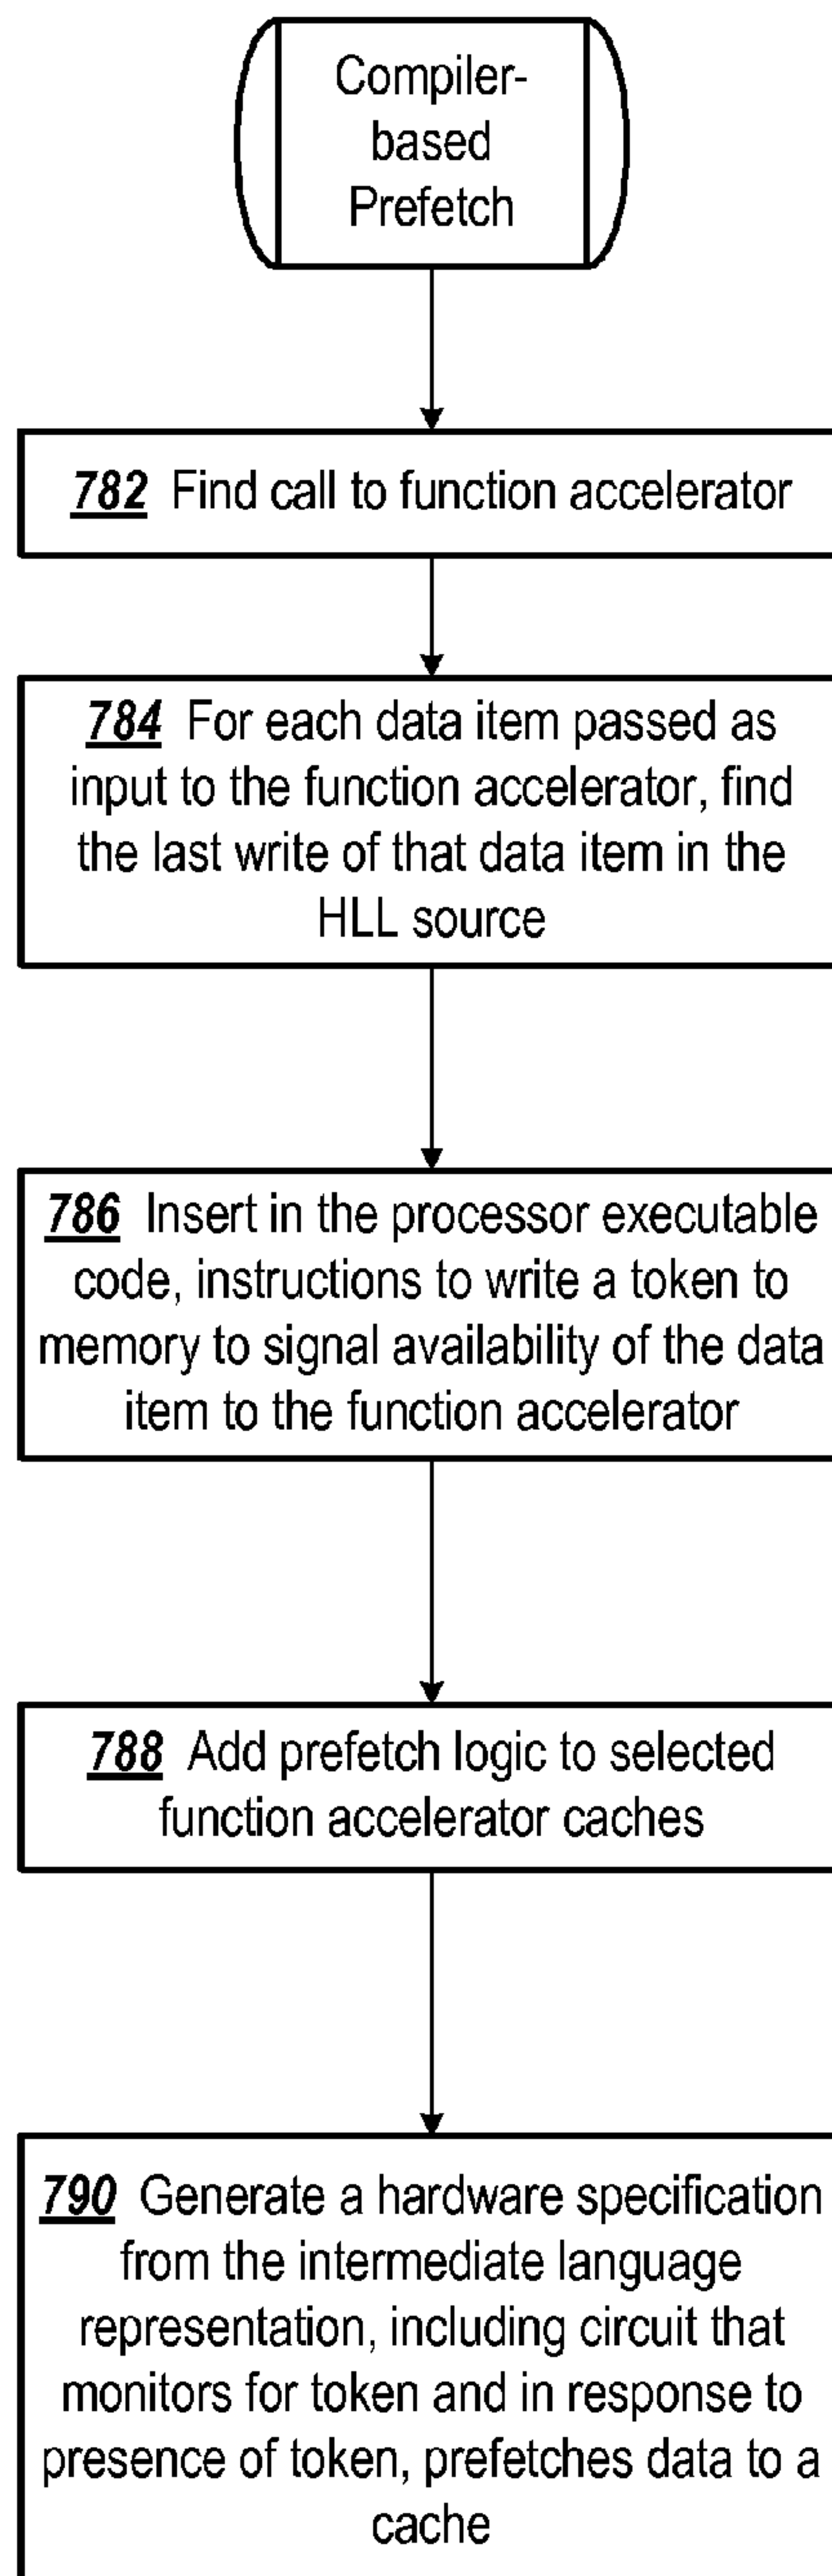 Compiler-
based
Prefetch
782 Find call to function accelerator
784 For each data item passed as
input to the function accelerator, find
the last write of that data item in the
HLL source
786 Insert in the processor executable
code, instructions to write a token to
memory to signal availability of the data
item to the function accelerator
788 Add prefetch logic to selected
function accelerator caches
790 Generate a hardware specification
from the intermediate language
representation, including circuit that
monitors for token and in response to
presence of token, prefetches data to a
cache